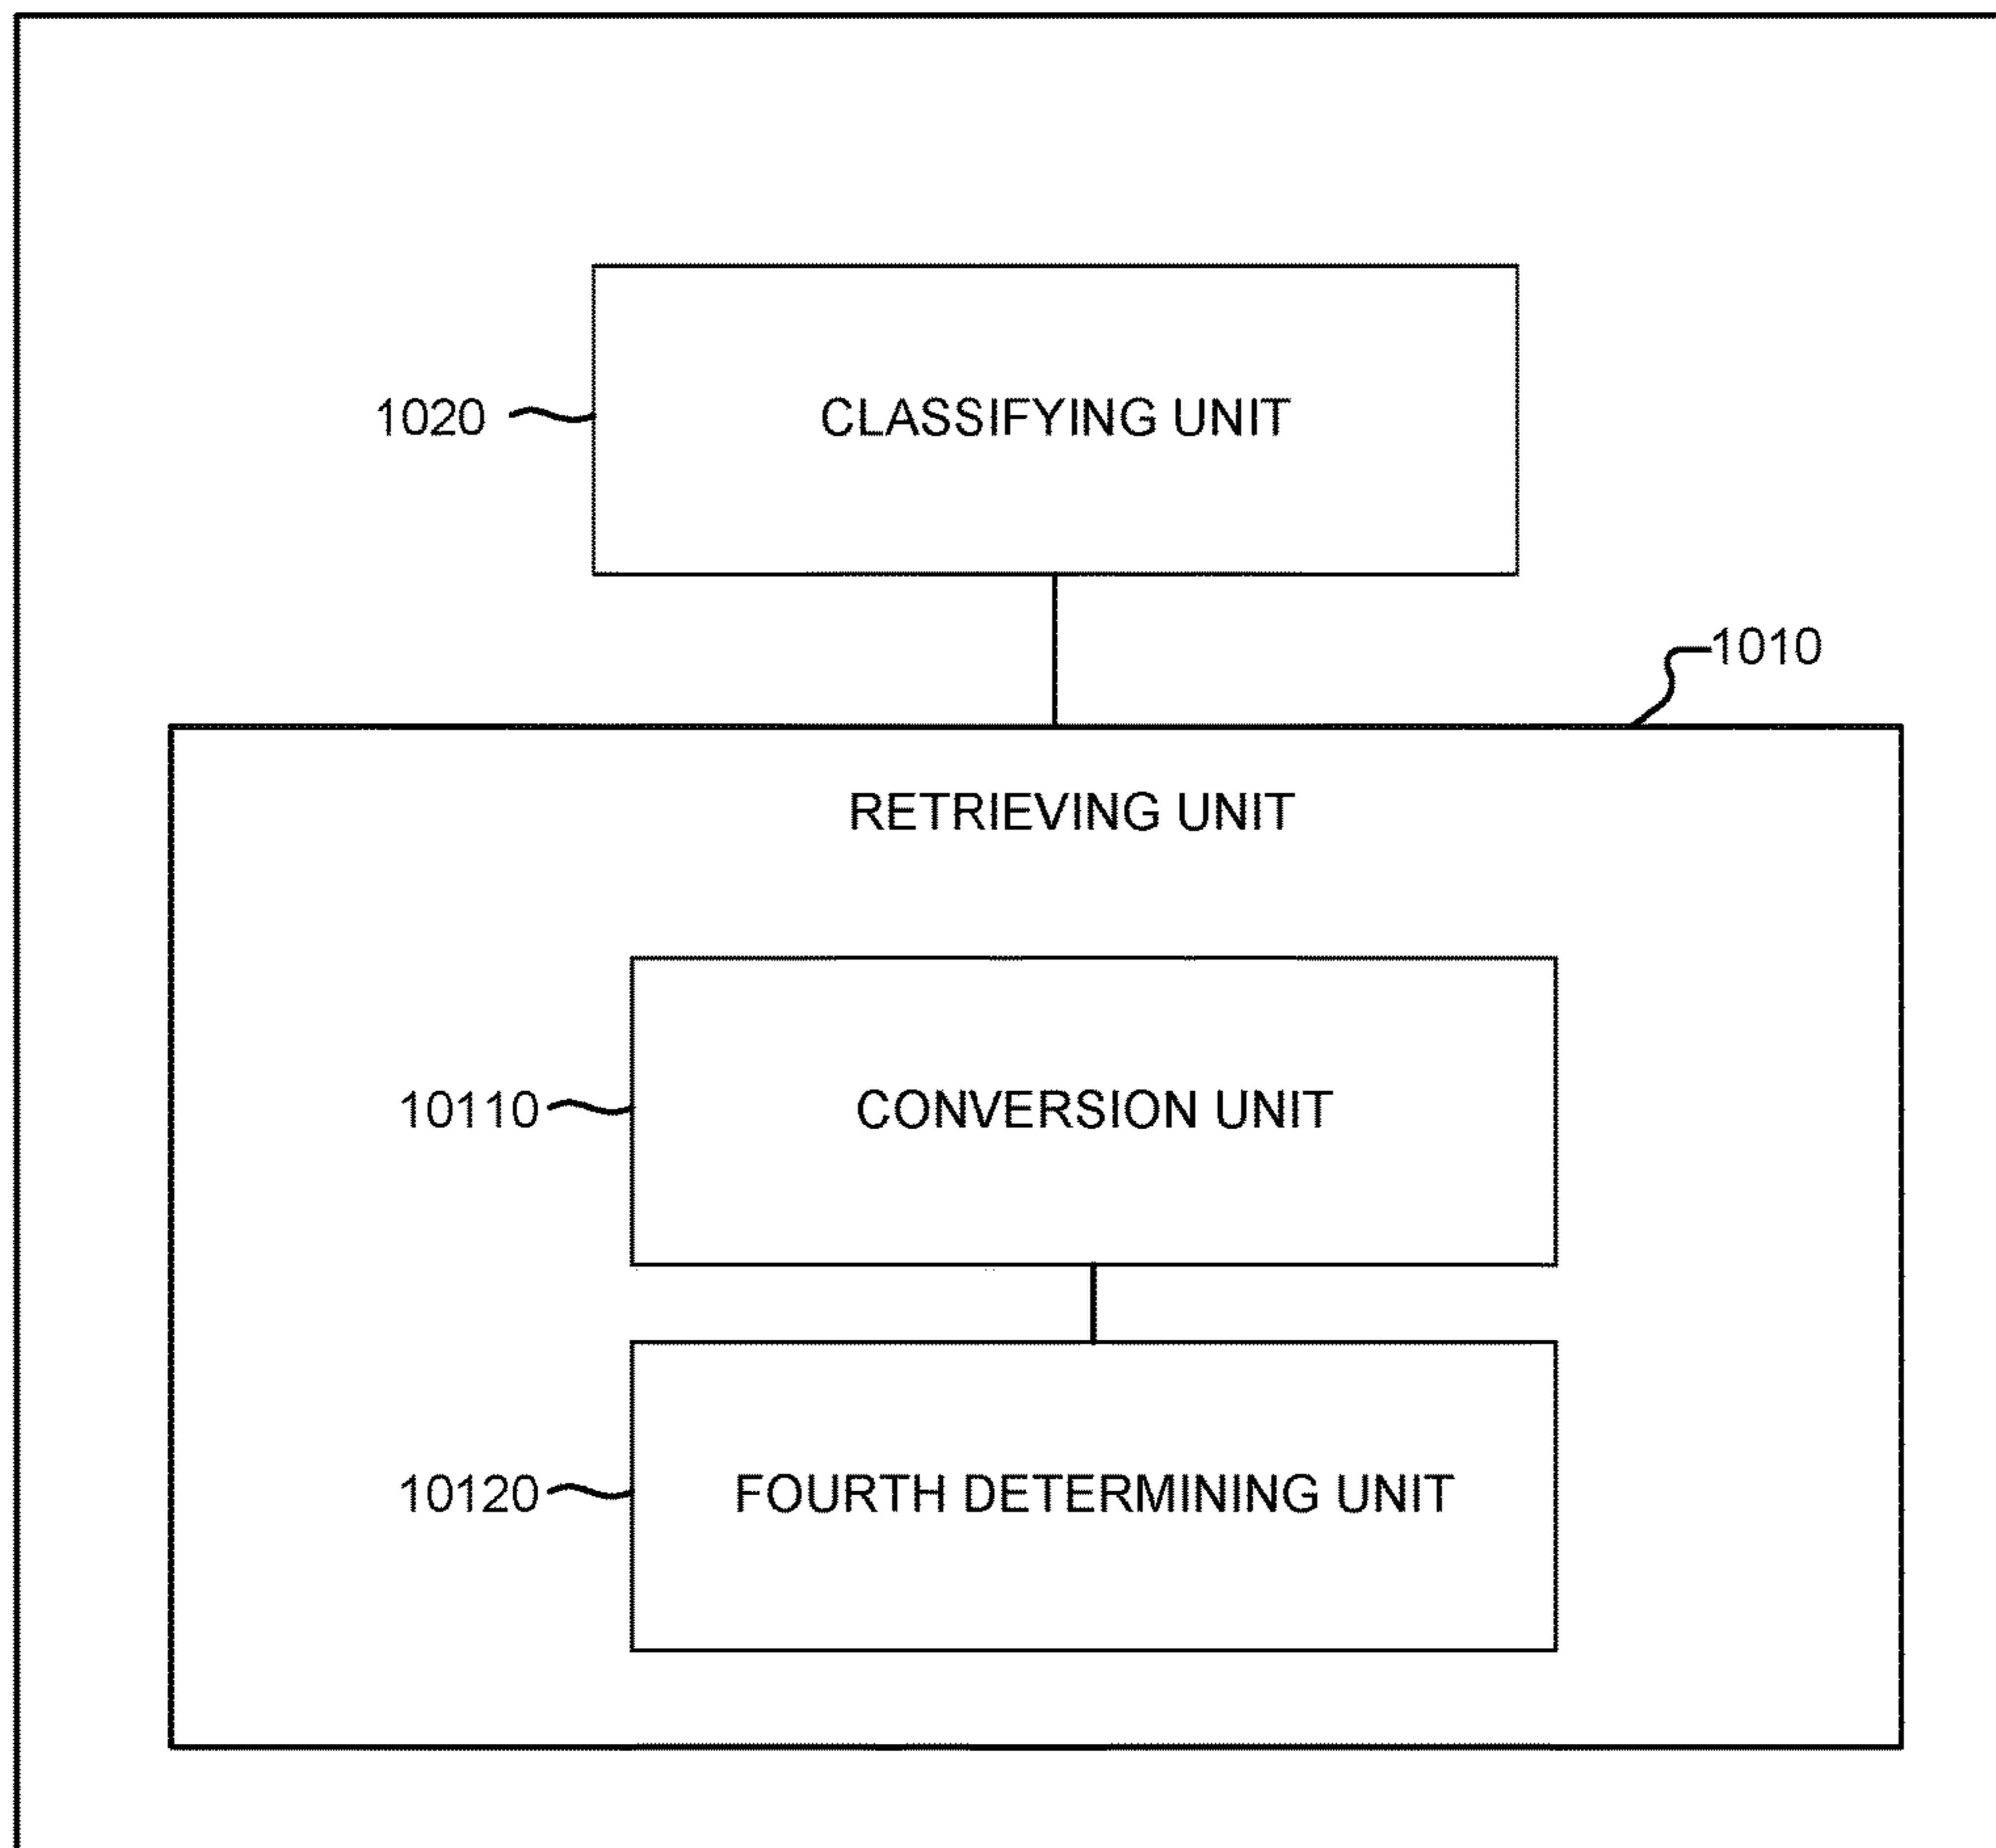 1020 CLASSIFYING UNIT
1010
RETRIEVING UNIT
10110 CONVERSION UNIT
10120 FOURTH DETERMINING UNIT